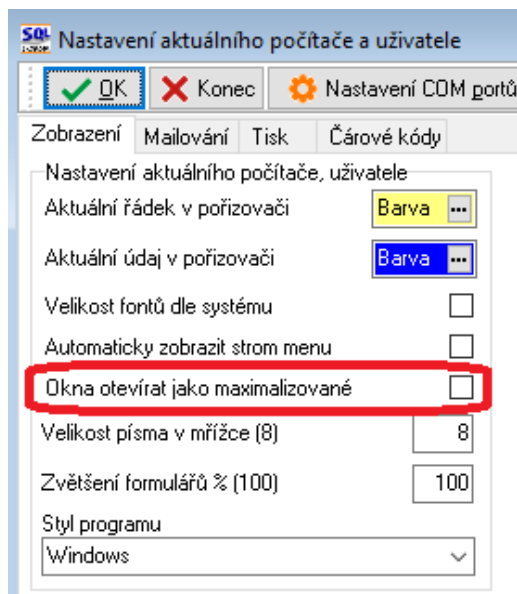 SQL Nastavení aktuálního počítače a uživatele
OK Konec Nastavení COM portů
Zobrazení Mailování Tisk Čárové kódy
Nastavení aktuálního počítače, uživatele
Aktuální řádek v pořizovači Barva ...
Aktuální údaj v pořizovači Barva ...
Velikost fontů dle systému
Automaticky zobrazit strom menu
Okna otevírat jako maximalizované
Velikost písma v mřížce (8) 8
Zvětšení formulářů % (100) 100
Styl programu
Windows